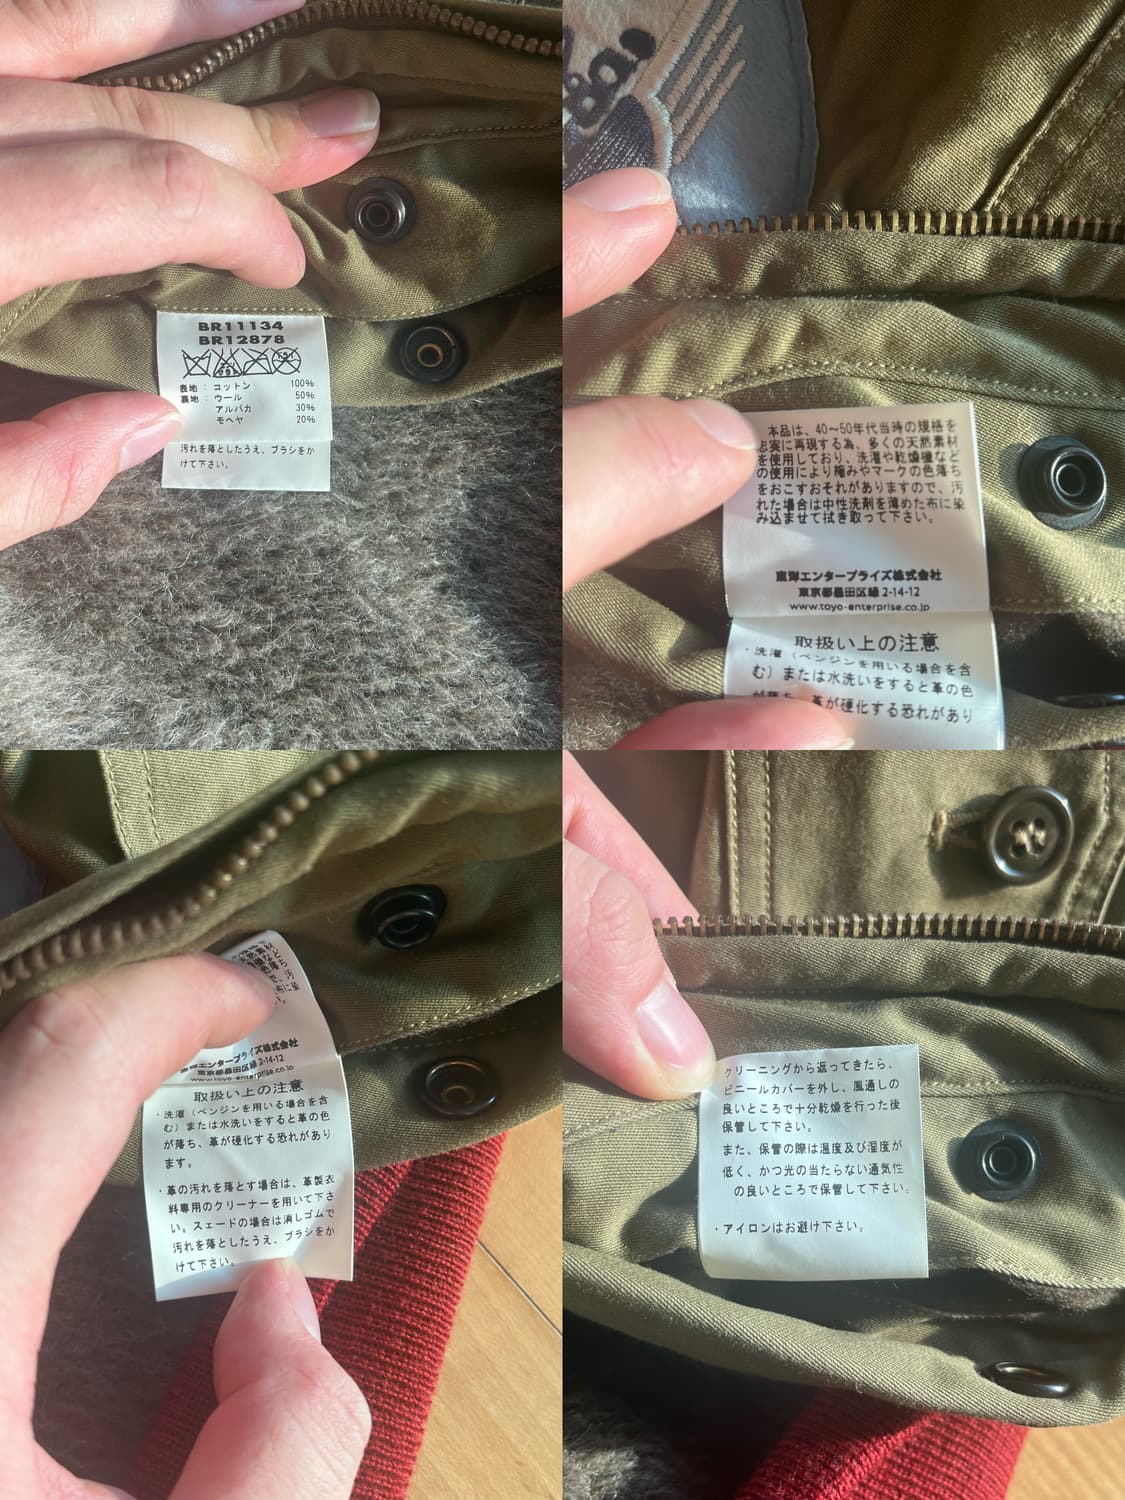 BR11134
BR12878
表地：コットン 100%
裏地：ウール 50%
アルパカ 30%
モヘヤ 20%
汚れを落としたうえ、ブラシをか
けて下さい。
本品は、40～50年代当時の規格を
忠実に再現する為、多くの天然素材
を使用しており、洗濯や乾燥機など
の使用により縮みやマークの色落ち
をおこすおそれがありますので、汚
れた場合は中性洗剤を薄めた布に染
み込ませて拭き取って下さい。
東洋エンタープライズ株式会社
東京都墨田区緑 2-14-12
www.toyo-enterprise.co.jp
取扱い上の注意
・洗濯（ベンジンを用いる場合を含
む）または水洗いをすると革の色
が落ち、革が硬化する恐れがあり
東洋エンタープライズ株式会社
東京都墨田区緑 2-14-12
www.toyo-enterprise.co.jp
取扱い上の注意
・洗濯（ベンジンを用いる場合を含
む）または水洗いをすると革の色
が落ち、革が硬化する恐れがあり
ます。
・革の汚れを落とす場合は、革製衣
料専用のクリーナーを用いて下さ
い。スェードの場合は消しゴムで
汚れを落としたうえ、ブラシをか
けて下さい。
クリーニングから返ってきたら、
ビニールカバーを外し、風通しの
良いところで十分乾燥を行った後
保管して下さい。
また、保管の際は温度及び湿度が
低く、かつ光の当たらない通気性
の良いところで保管して下さい。
・アイロンはお避け下さい。